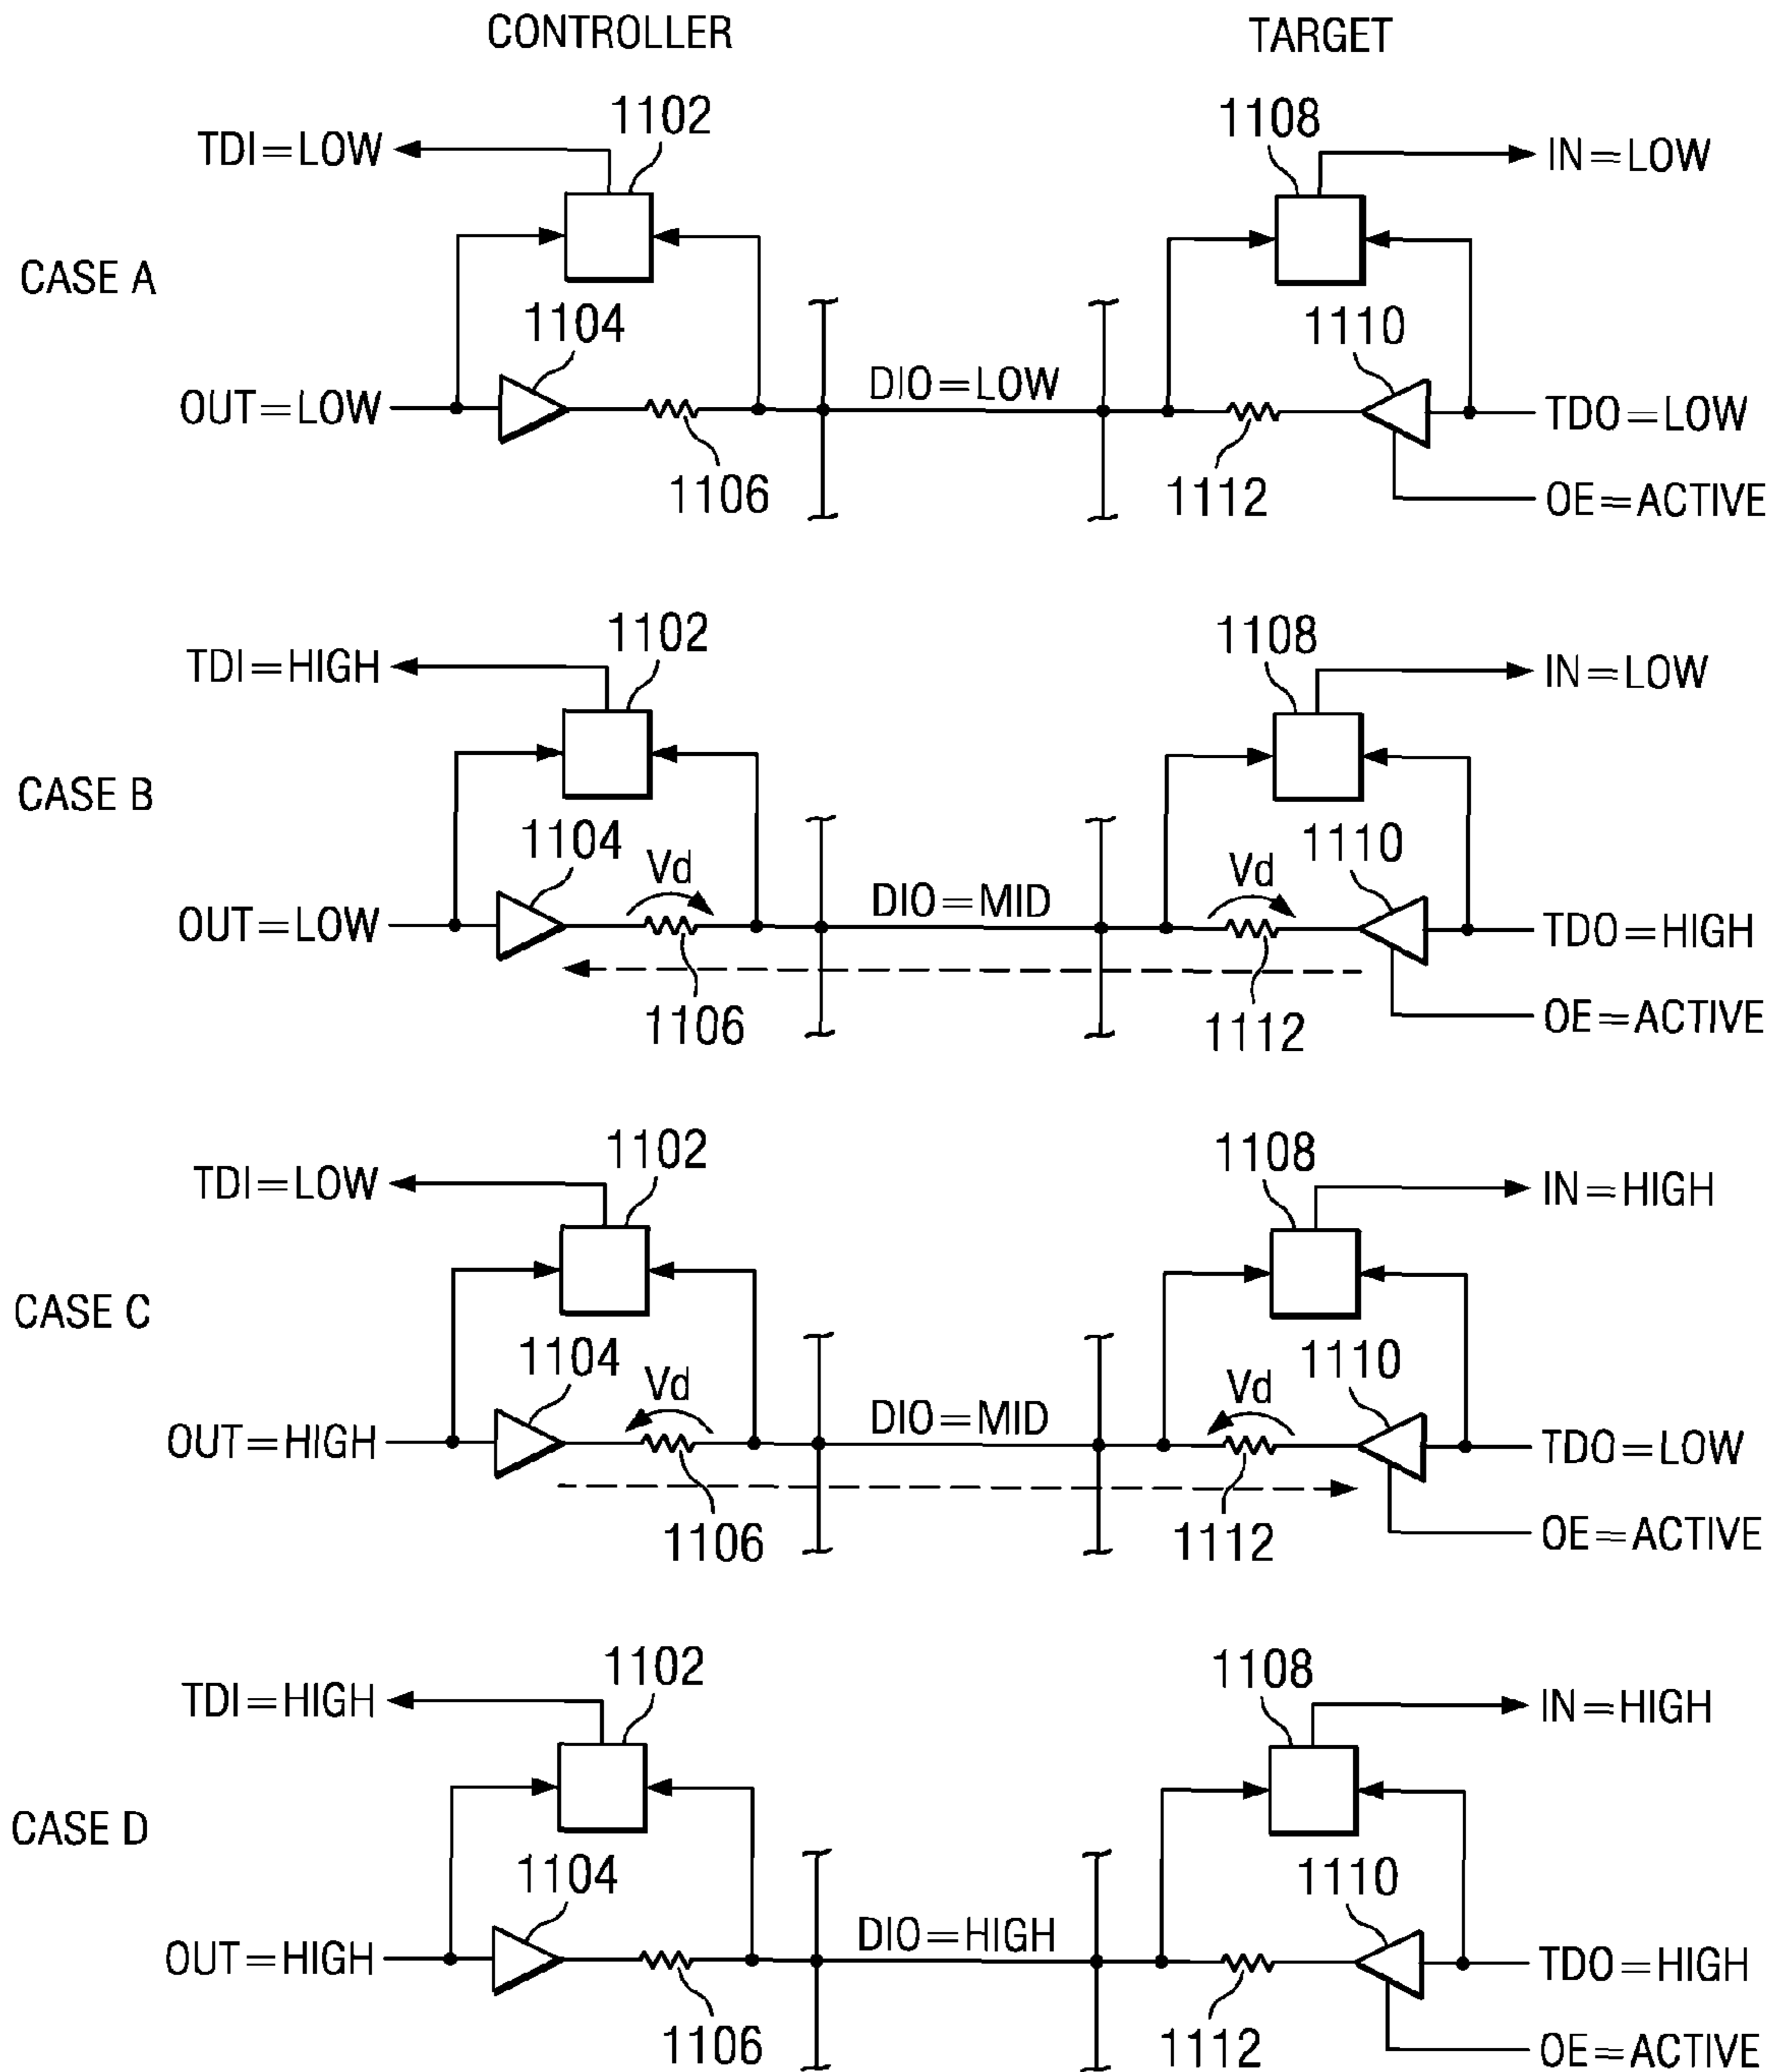 CONTROLLER TARGET
1102 1108
TDI=LOW IN=LOW
CASE A
1104 1110
OUT=LOW DIO=LOW TDO=LOW
1106 1112 OE=ACTIVE
1102 1108
TDI=HIGH IN=LOW
CASE B
1104 1110
Vd Vd
OUT=LOW DIO=MID TDO=HIGH
1106 1112 OE=ACTIVE
1102 1108
TDI=LOW IN=HIGH
CASE C
1104 1110
Vd Vd
OUT=HIGH DIO=MID TDO=LOW
1106 1112 OE=ACTIVE
1102 1108
TDI=HIGH IN=HIGH
CASE D
1104 1110
OUT=HIGH DIO=HIGH TDO=HIGH
1106 1112 OE=ACTIVE